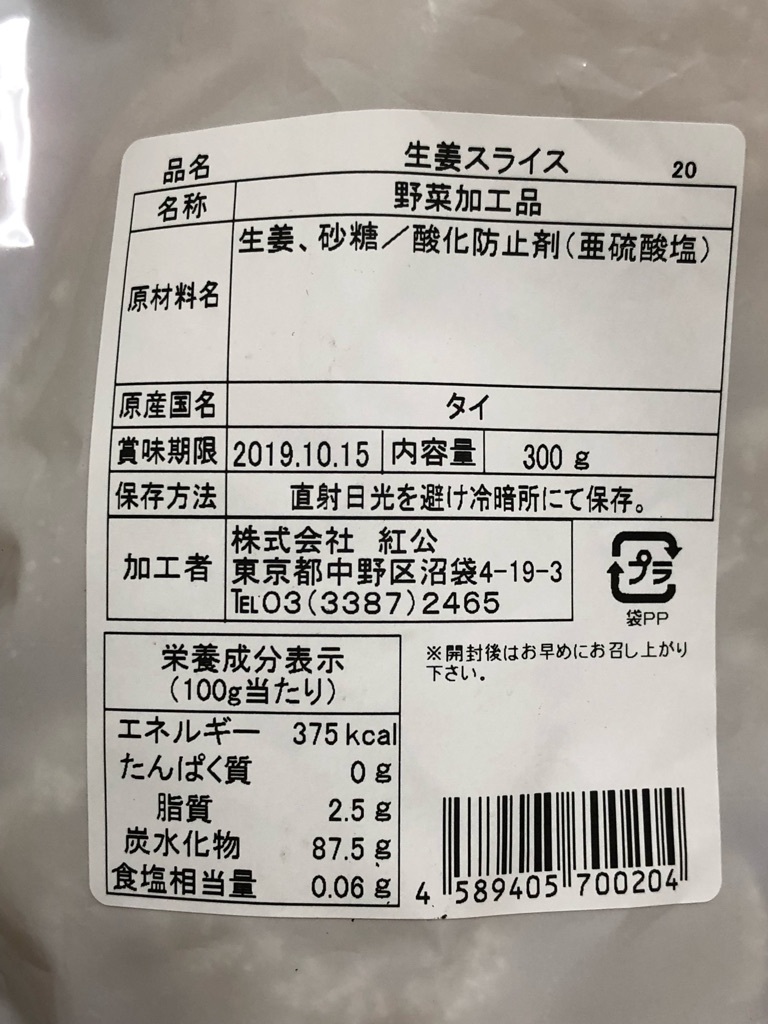 品名 生姜スライス 20
名称 野菜加工品
原材料名 生姜、砂糖／酸化防止剤(亜硫酸塩)
原産国名 タイ
賞味期限 2019.10.15 内容量 300 g
保存方法 直射日光を避け冷暗所にて保存。
加工者 株式会社 紅公
東京都中野区沼袋4-19-3
TEL03(3387)2465
プラ
袋PP
※開封後はお早めにお召し上がり
下さい。
栄養成分表示
(100g当たり)
エネルギー 375 kcal
たんぱく質 0 g
脂質 2.5 g
炭水化物 87.5 g
食塩相当量 0.06 g
4 589405 700204